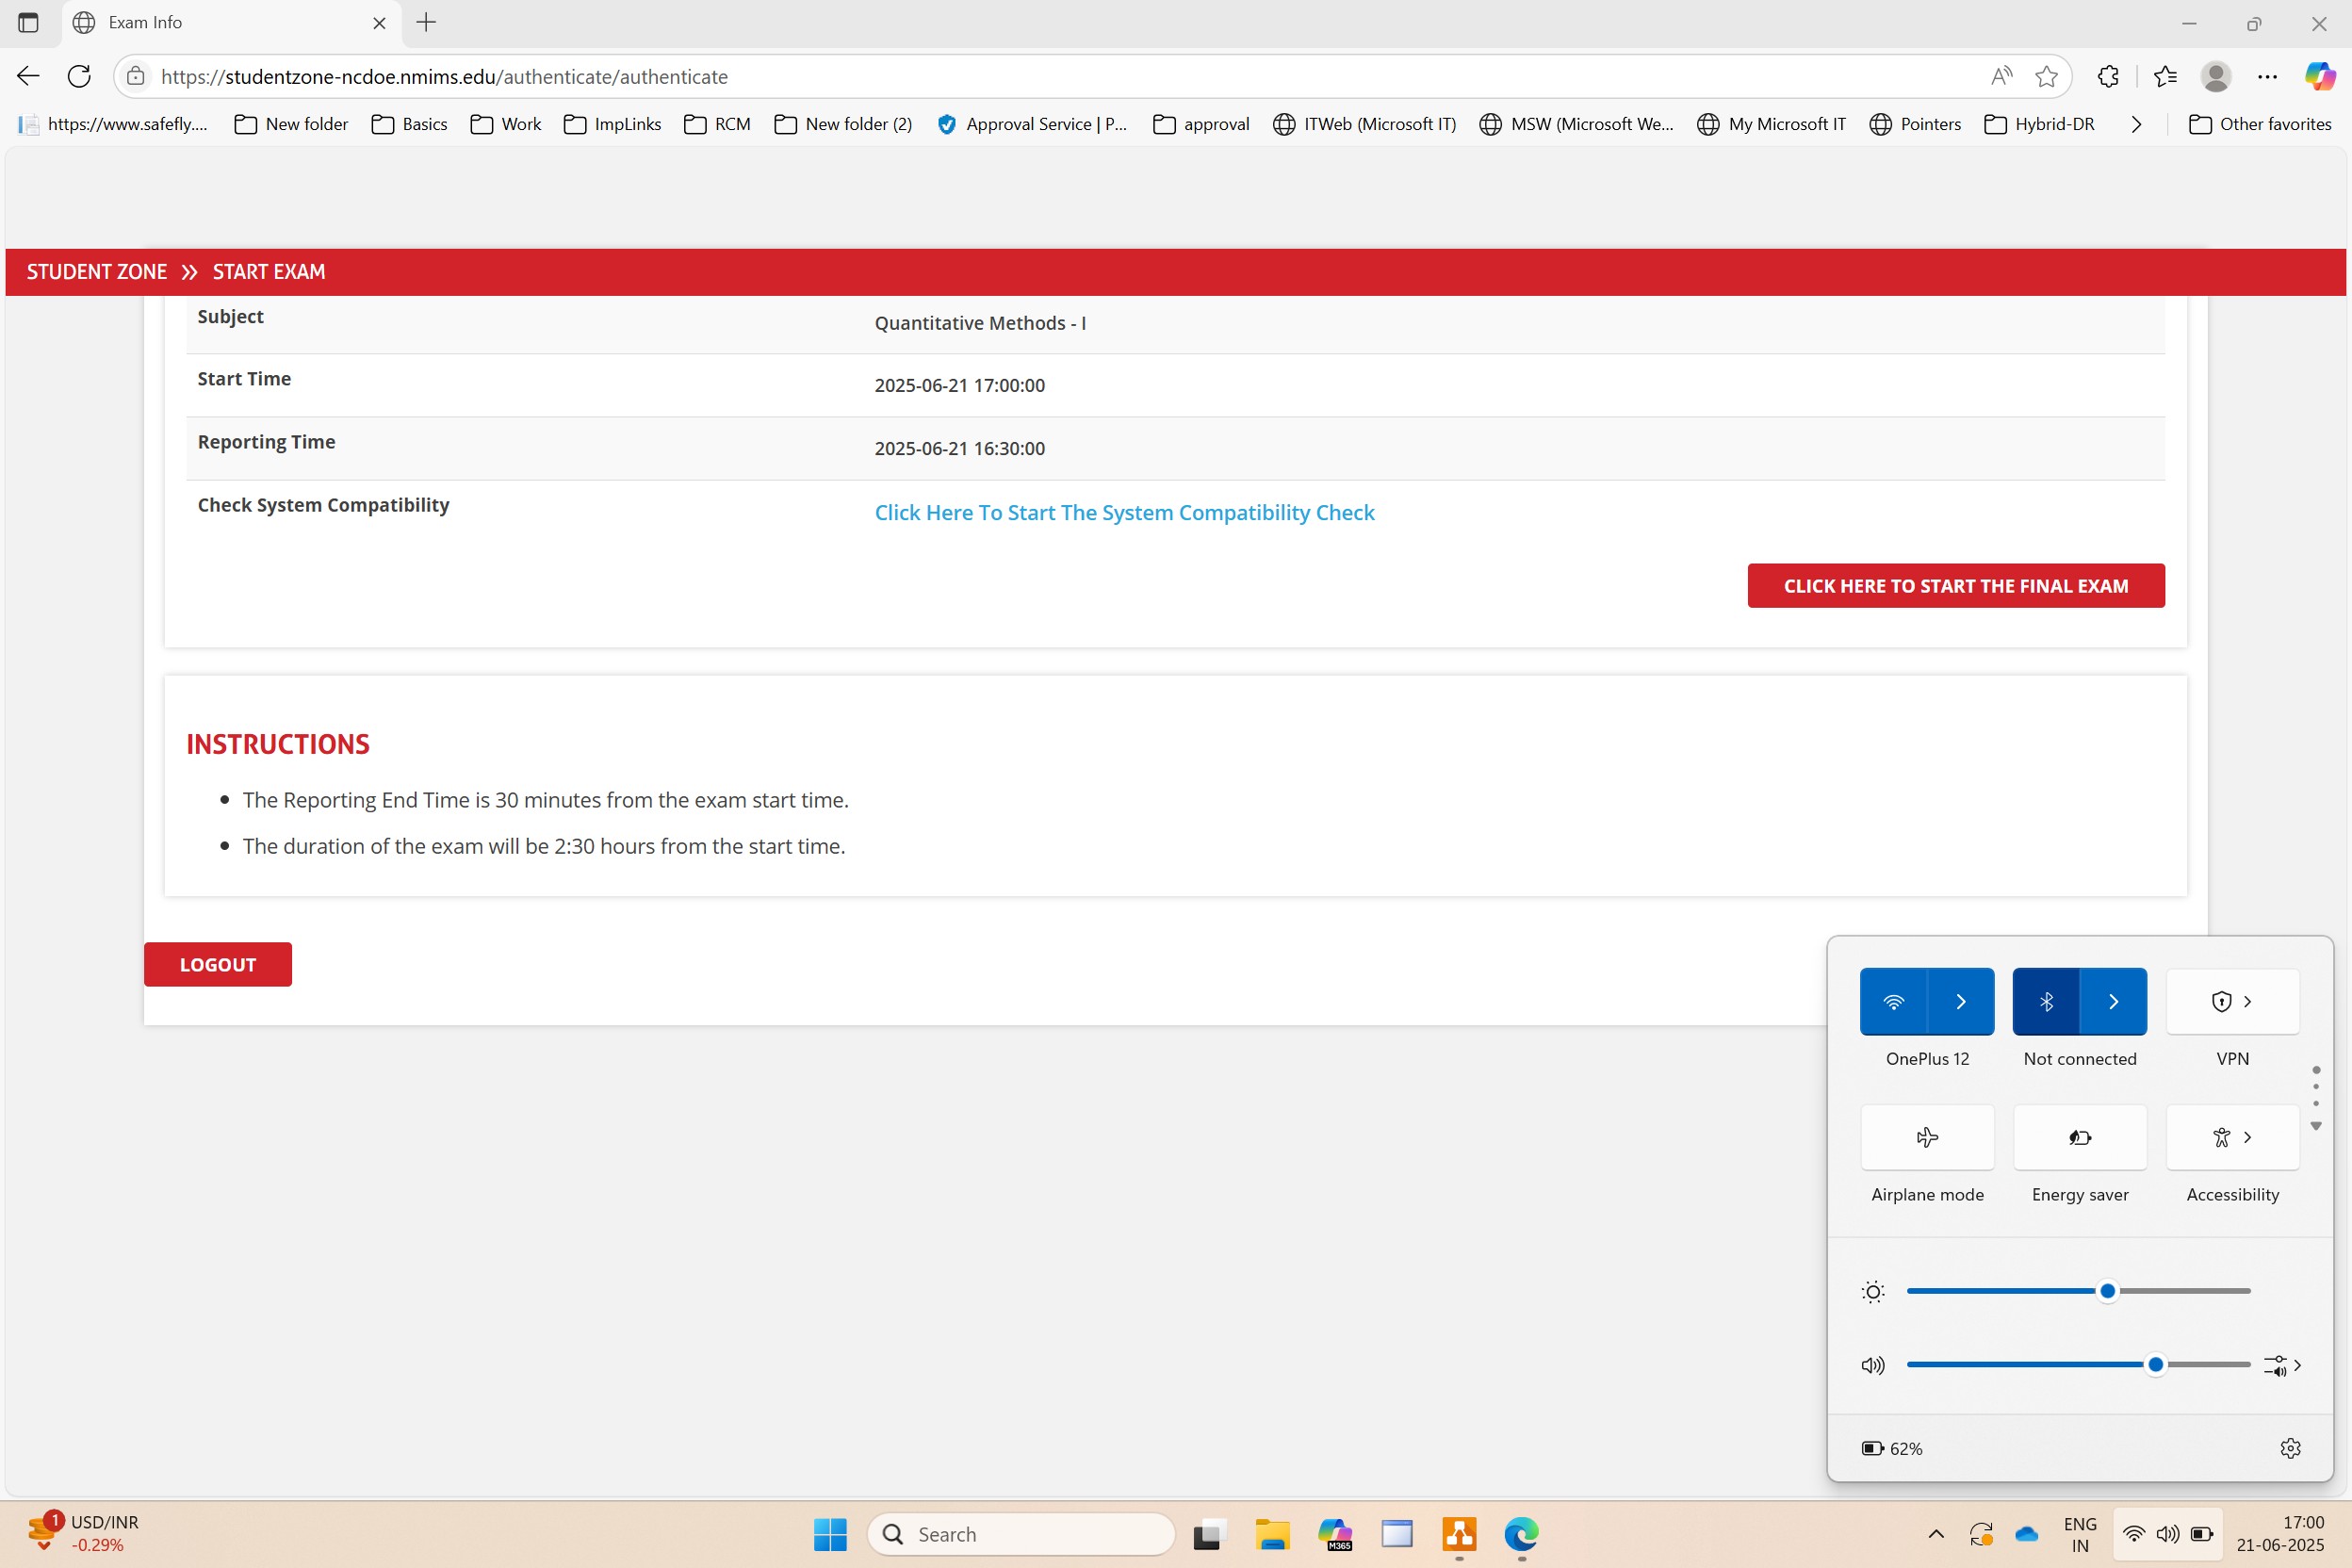 Exam Info
https://studentzone-ncdoe.nmims.edu/authenticate/authenticate
https://www.safefly.... New folder Basics Work ImpLinks RCM New folder (2) Approval Service | P... approval ITWeb (Microsoft IT) MSW (Microsoft We... My Microsoft IT Pointers Hybrid-DR Other favorites
STUDENT ZONE » START EXAM
Subject Quantitative Methods - I
Start Time 2025-06-21 17:00:00
Reporting Time 2025-06-21 16:30:00
Check System Compatibility Click Here To Start The System Compatibility Check
CLICK HERE TO START THE FINAL EXAM
INSTRUCTIONS
• The Reporting End Time is 30 minutes from the exam start time.
• The duration of the exam will be 2:30 hours from the start time.
LOGOUT
OnePlus 12 Not connected VPN
Airplane mode Energy saver Accessibility
62%
1 USD/INR
-0.29%
Search
M365
ENG
IN
17:00
21-06-2025